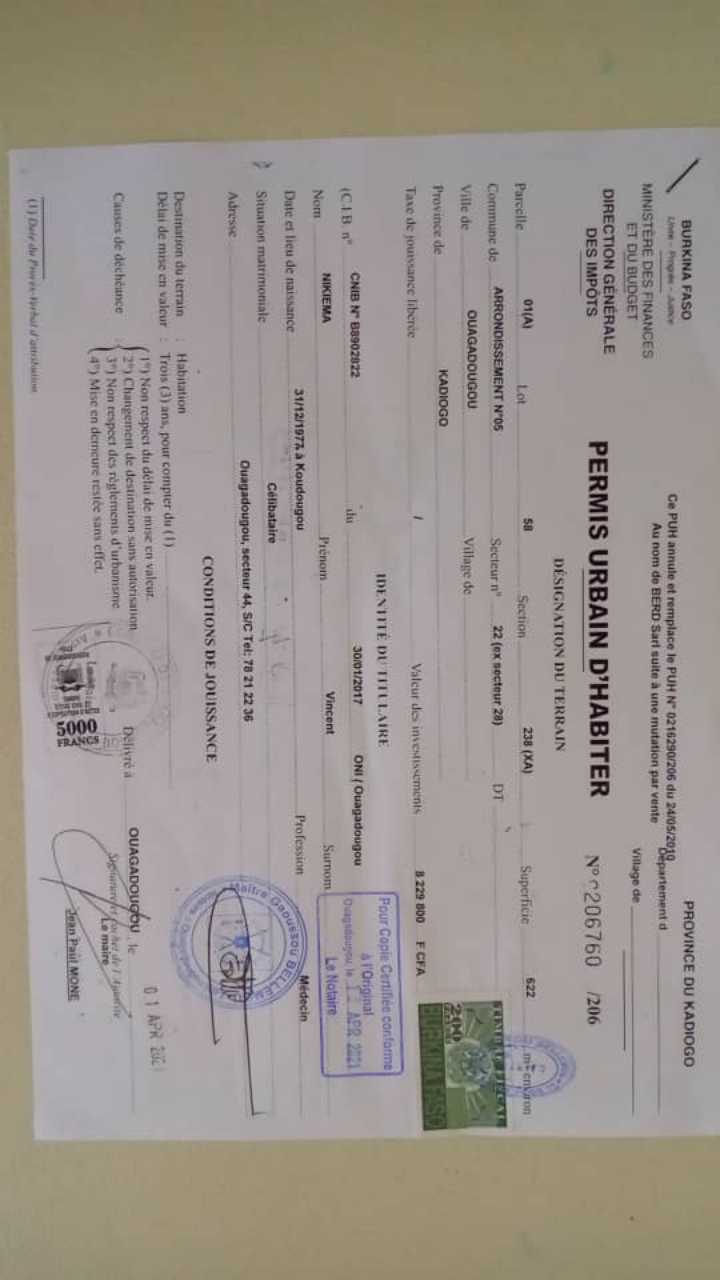 BURKINA FASO
Unité – Progrès – Justice
MINISTÈRE DES FINANCES
ET DU BUDGET
DIRECTION GÉNÉRALE
DES IMPÔTS
Ce PUH annule et remplace le PUH N° 0216290/206 du 24/05/2010
Au nom de BERD Sarl suite à une mutation par vente
PROVINCE DU KADIOGO
Département d
Village de
PERMIS URBAIN D'HABITER
N° 0206760 /206
DÉSIGNATION DU TERRAIN
Parcelle 01(A) Lot 58 Section 238 (XA) Superficie 622 m² environ
Commune de ARRONDISSEMENT N°05 Secteur n° 22 (ex secteur 28) DT
Ville de OUAGADOUGOU Village de
Province de KADIOGO
Taxe de jouissance libérée / Valeur des investissements 8 229 800 F CFA
TIMBRE FISCAL
200
BURKINA FASO
IDENTITÉ DU TITULAIRE
(C I B n° CNIB N° B8902822 du 30/01/2017 ONI / Ouagadougou
Nom NIKIEMA Prénom Vincent Surnom
Date et lieu de naissance 31/12/1977 à Koudougou Profession Médecin
Situation matrimoniale Célibataire
Adresse Ouagadougou, secteur 44, S/C Tel: 78 21 22 36
Pour Copie Certifiée conforme
à l'Original
Ouagadougou le APR 2021
Le Notaire
Maître Gaoussou
CONDITIONS DE JOUISSANCE
Destination du terrain : Habitation
Délai de mise en valeur : Trois (3) ans, pour compter du (1)
Causes de déchéance : 1°) Non respect du délai de mise en valeur.
2°) Changement de destination sans autorisation
3°) Non respect des règlements d'urbanisme
4°) Mise en demeure restée sans effet.
5000
FRANCS
Délivré à OUAGADOUGOU, le 01 APR 2021
Signature et cachet de l'Autorité
Le maire
Jean Paul MONE
(1) Date du Procès-Verbal d'attribution